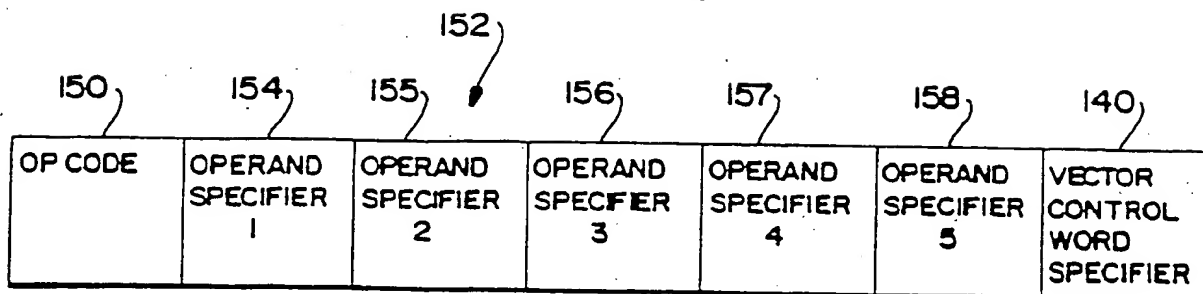 152
150 154 155 156 157 158 140
OP CODE OPERAND OPERAND OPERAND OPERAND OPERAND VECTOR
SPECIFIER SPECIFIER SPECIFIER SPECIFIER SPECIFIER CONTROL
1 2 3 4 5 WORD
SPECIFIER